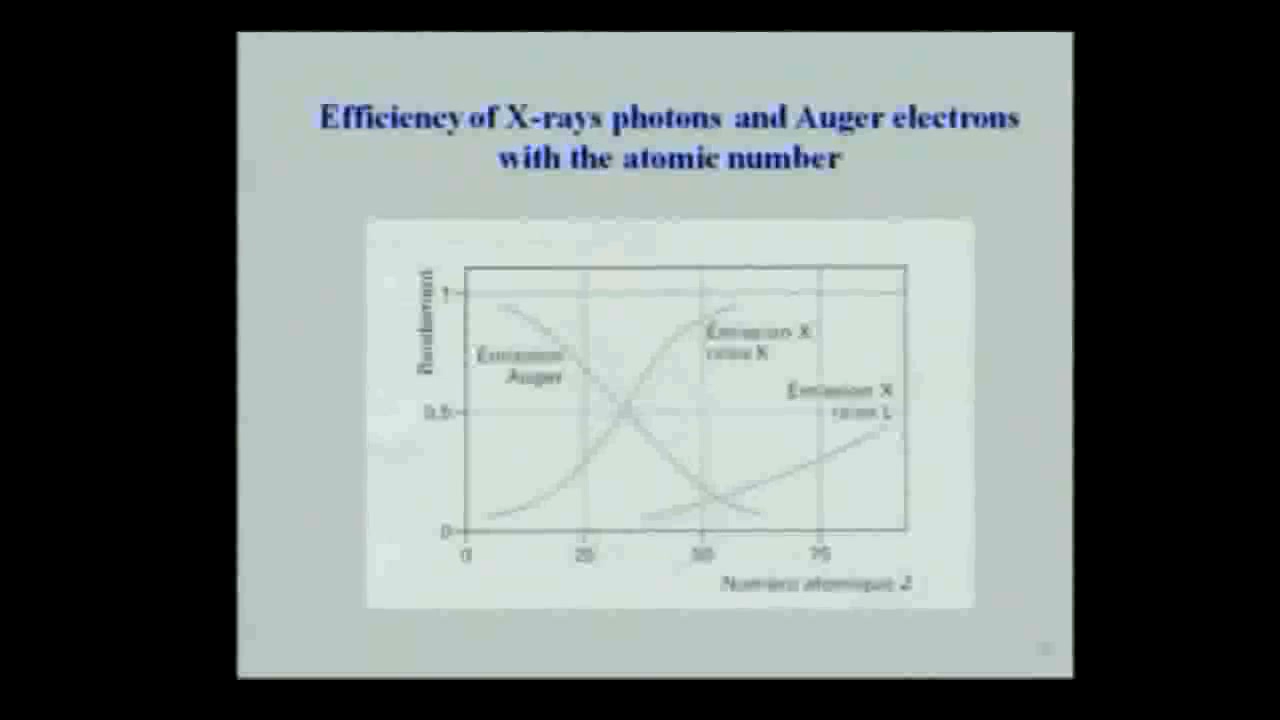 Efficiency of X-rays photons and Auger electrons
with the atomic number
Rendement
1
Emission
Auger
Emission X
raies K
Emission X
raies L
0,5
0
0
25
50
75
Numéro atomique Z